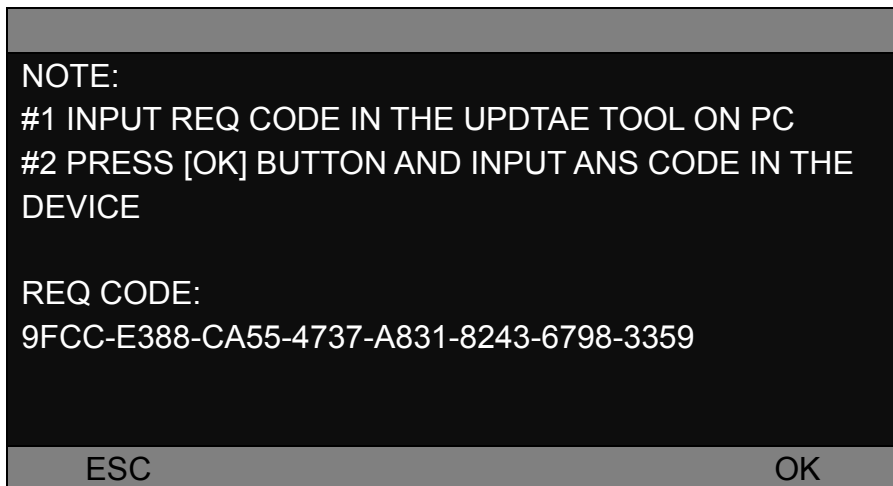 NOTE:
#1 INPUT REQ CODE IN THE UPDTAE TOOL ON PC
#2 PRESS [OK] BUTTON AND INPUT ANS CODE IN THE
DEVICE
REQ CODE:
9FCC-E388-CA55-4737-A831-8243-6798-3359
ESC OK